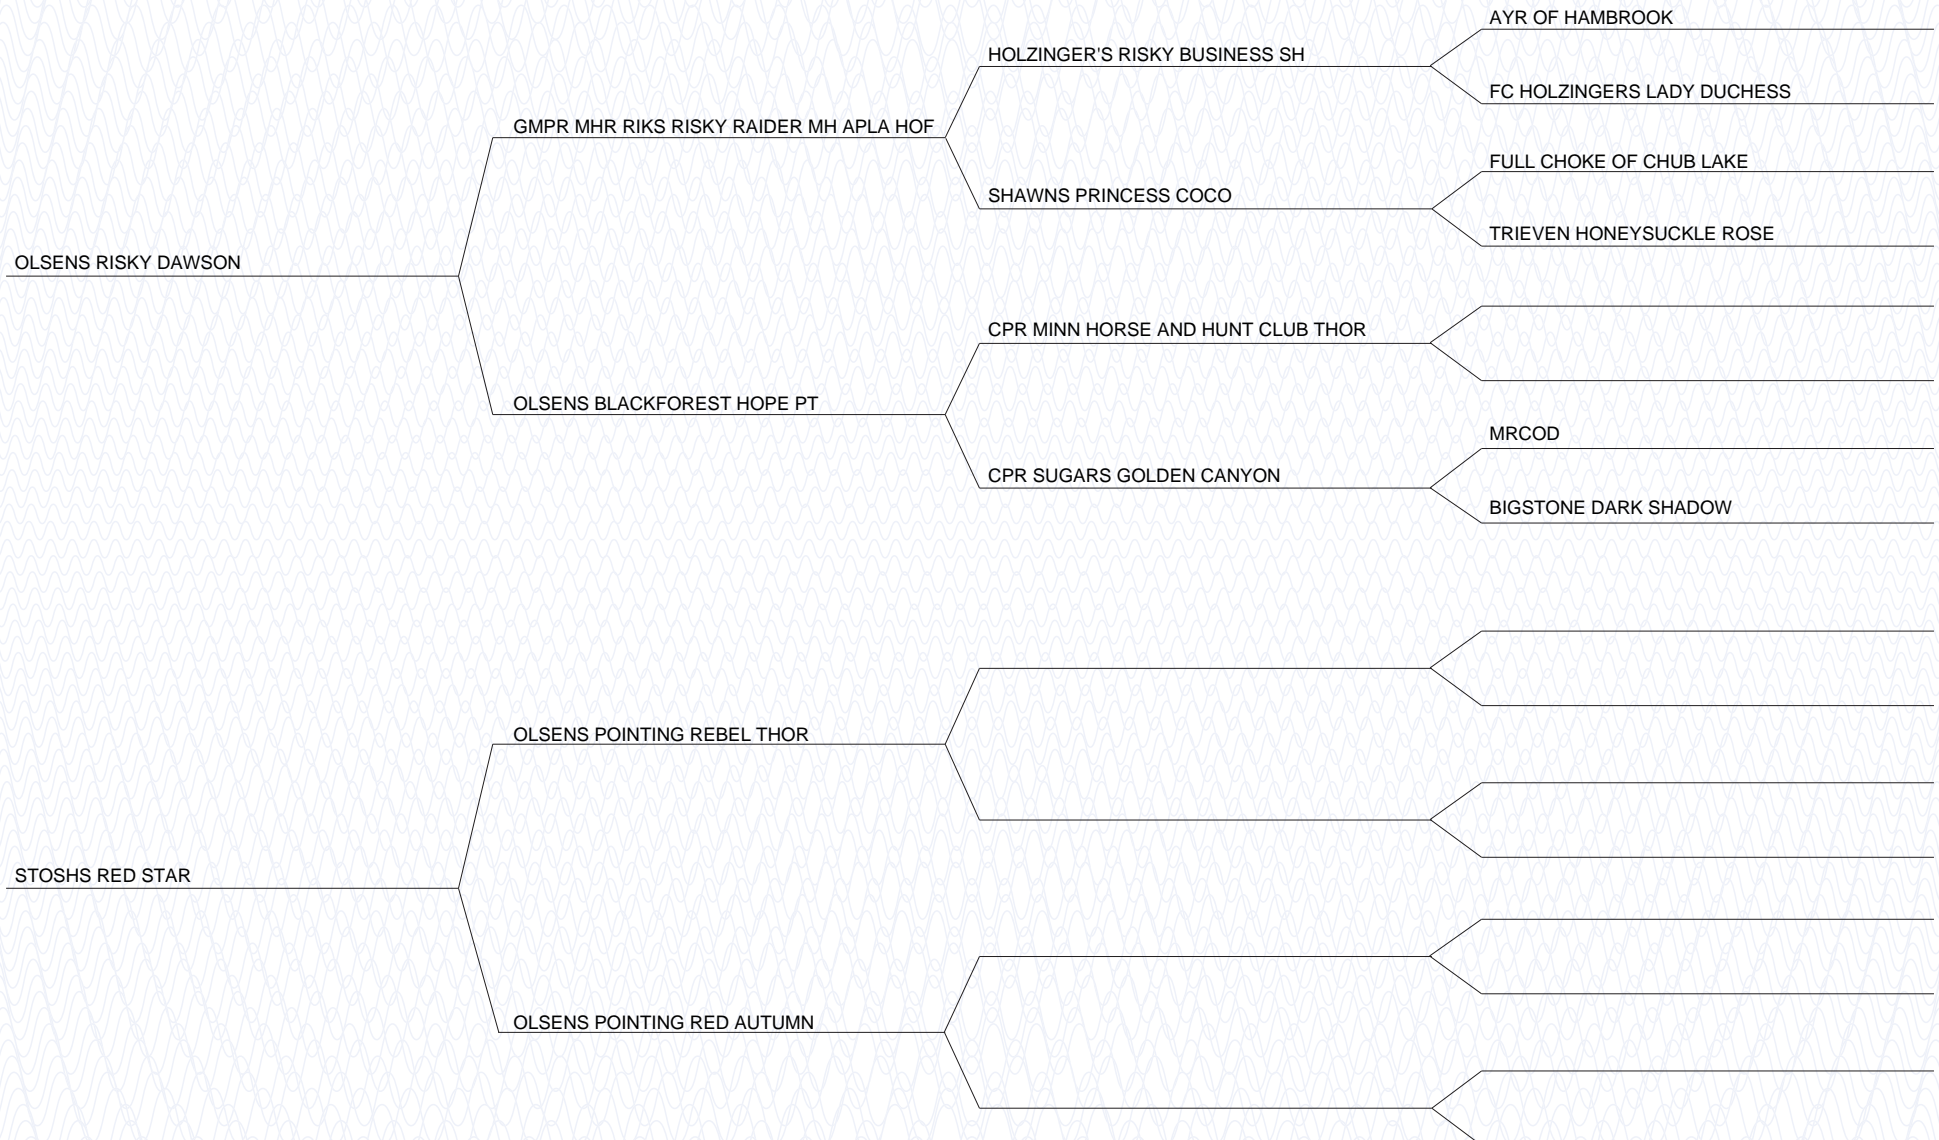 AYR OF HAMBROOK
HOLZINGER'S RISKY BUSINESS SH
FC HOLZINGERS LADY DUCHESS
GMPR MHR RIKS RISKY RAIDER MH APLA HOF
FULL CHOKE OF CHUB LAKE
SHAWNS PRINCESS COCO
TRIEVEN HONEYSUCKLE ROSE
OLSENS RISKY DAWSON
CPR MINN HORSE AND HUNT CLUB THOR
OLSENS BLACKFOREST HOPE PT
MRCOD
CPR SUGARS GOLDEN CANYON
BIGSTONE DARK SHADOW
OLSENS POINTING REBEL THOR
STOSHS RED STAR
OLSENS POINTING RED AUTUMN